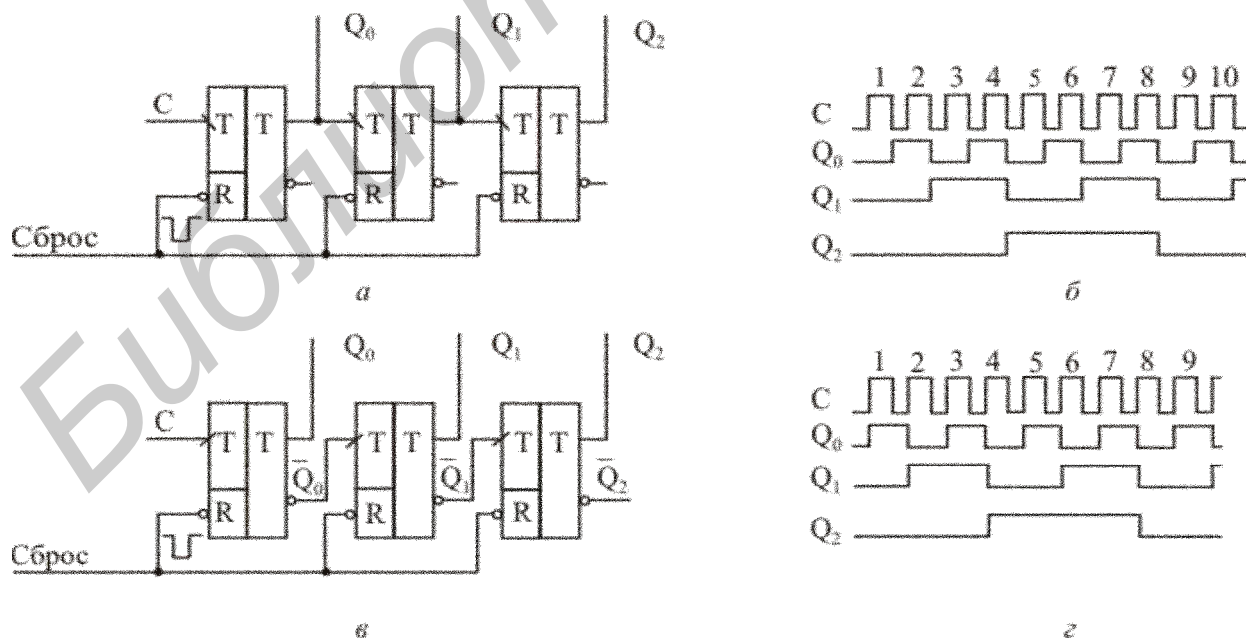 Q₀ Q₁ Q₂
C T T T T T T
R R R
Сброс
а
1 2 3 4 5 6 7 8 9 10
C
Q₀
Q₁
Q₂
б
Q₀ Q₁ Q₂
C T T T T T T
Q̅₀ Q̅₁ Q̅₂
R R R
Сброс
в
1 2 3 4 5 6 7 8 9
C
Q₀
Q₁
Q₂
г
Библиот